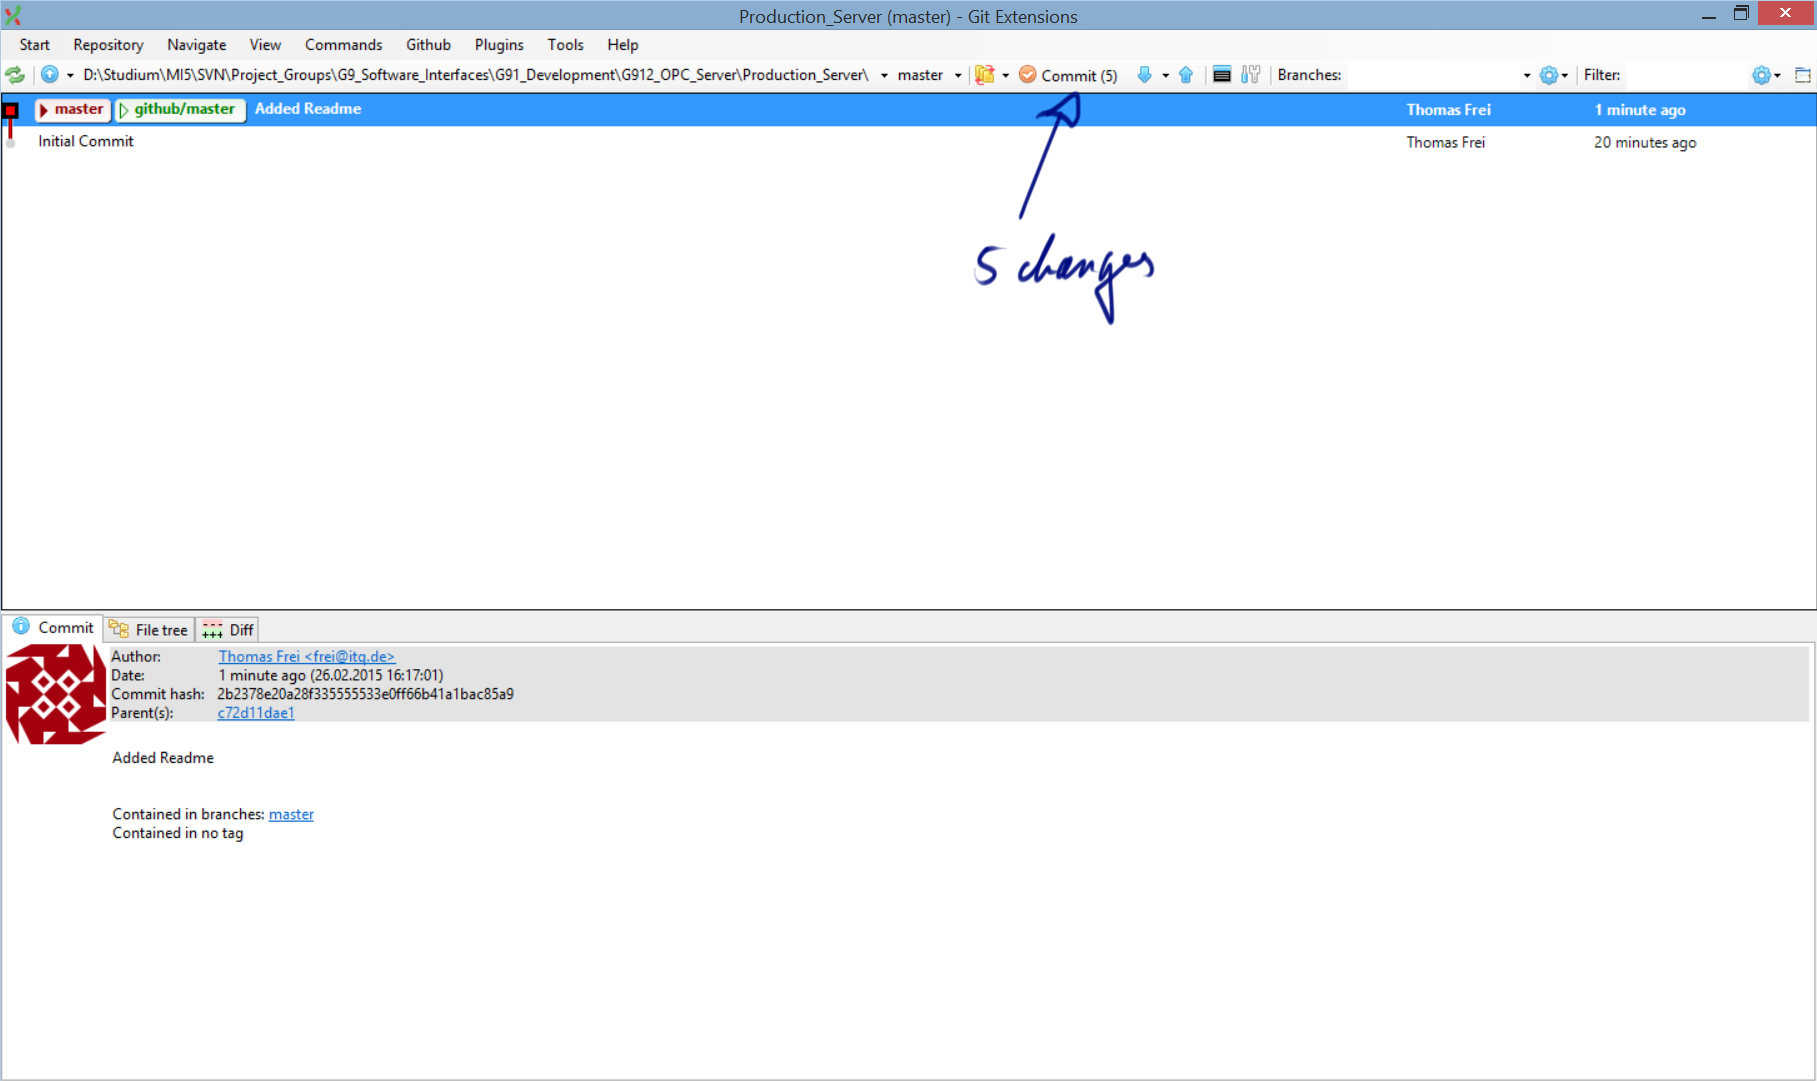 Production_Server (master) - Git Extensions
Start Repository Navigate View Commands Github Plugins Tools Help
D:\Studium\MI5\SVN\Project_Groups\G9_Software_Interfaces\G91_Development\G912_OPC_Server\Production_Server\ master Commit (5) Branches: Filter:
master github/master Added Readme Thomas Frei 1 minute ago
Initial Commit Thomas Frei 20 minutes ago
5 changes
Commit File tree Diff
Author: Thomas Frei <frei@itq.de>
Date: 1 minute ago (26.02.2015 16:17:01)
Commit hash: 2b2378e20a28f335555533e0ff66b41a1bac85a9
Parent(s): c72d11dae1
Added Readme
Contained in branches: master
Contained in no tag